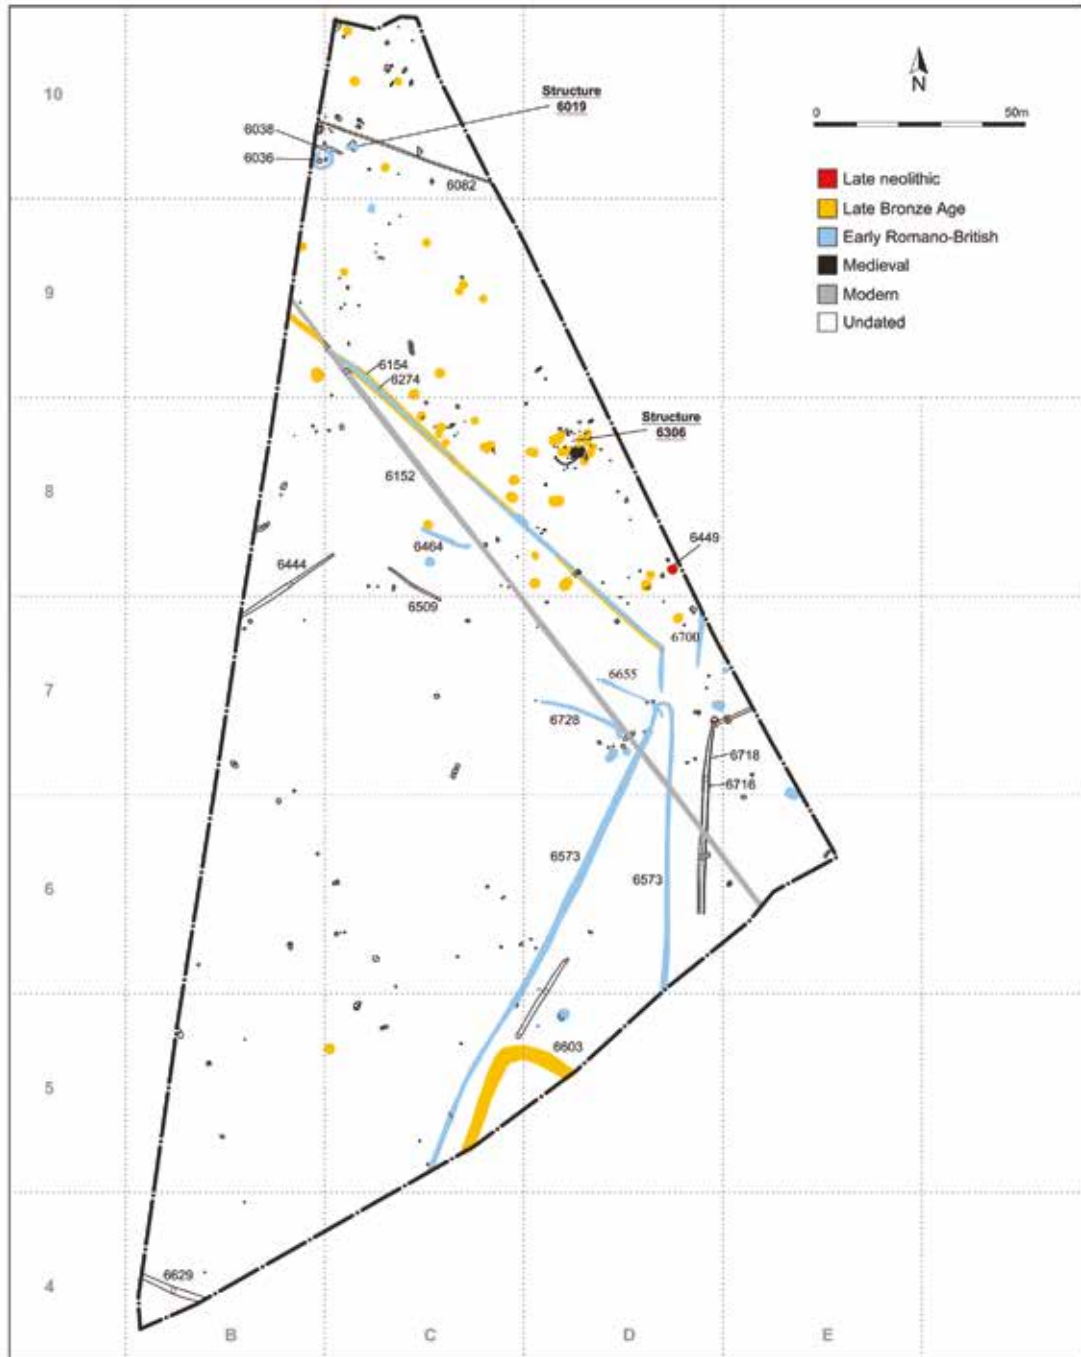 10
Structure
6019
N
0 50m
6038
6036
6082
Late neolithic
Late Bronze Age
Early Romano-British
Medieval
Modern
Undated
9
6154
6274
Structure
6306
6152
8
6449
6464
6444
6509
6700
7
6655
6728
6718
6716
6573
6573
6
6603
5
6629
4
B C D E